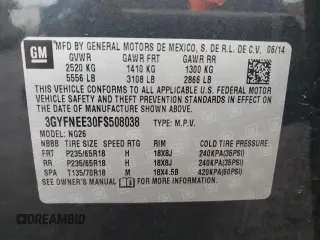 GM
MFD BY GENERAL MOTORS DE MEXICO, S DE R.L. DE C.V. 06/14
GVWR GAWR FRT GAWR RR
2520 KG 1410 KG 1300 KG
5556 LB 3108 LB 2866 LB
THIS VEHICLE CONFORMS TO ALL APPLICABLE U.S. FEDERAL MOTOR VEHICLE SAFETY AND THEFT PREVENTION STANDARDS IN EFFECT ON THE DATE OF MANUFACTURE SHOWN ABOVE.
3GYFNEE30FS508038 TYPE: M.P.V.
MODEL: NG26
NBBB TIRE SIZE SPEED RTG RIM COLD TIRE PRESSURE
FRT P235/65R18 H 18X8J 240KPA(35PSI)
RR P235/65R18 H 18X8J 240KPA(35PSI)
SPA T135/70R18 M 18X4.5B 420KPA(60PSI)
SEE OWNER'S MANUAL FOR ADDITIONAL INFORMATION.
DREAMBID
STAT.VIN